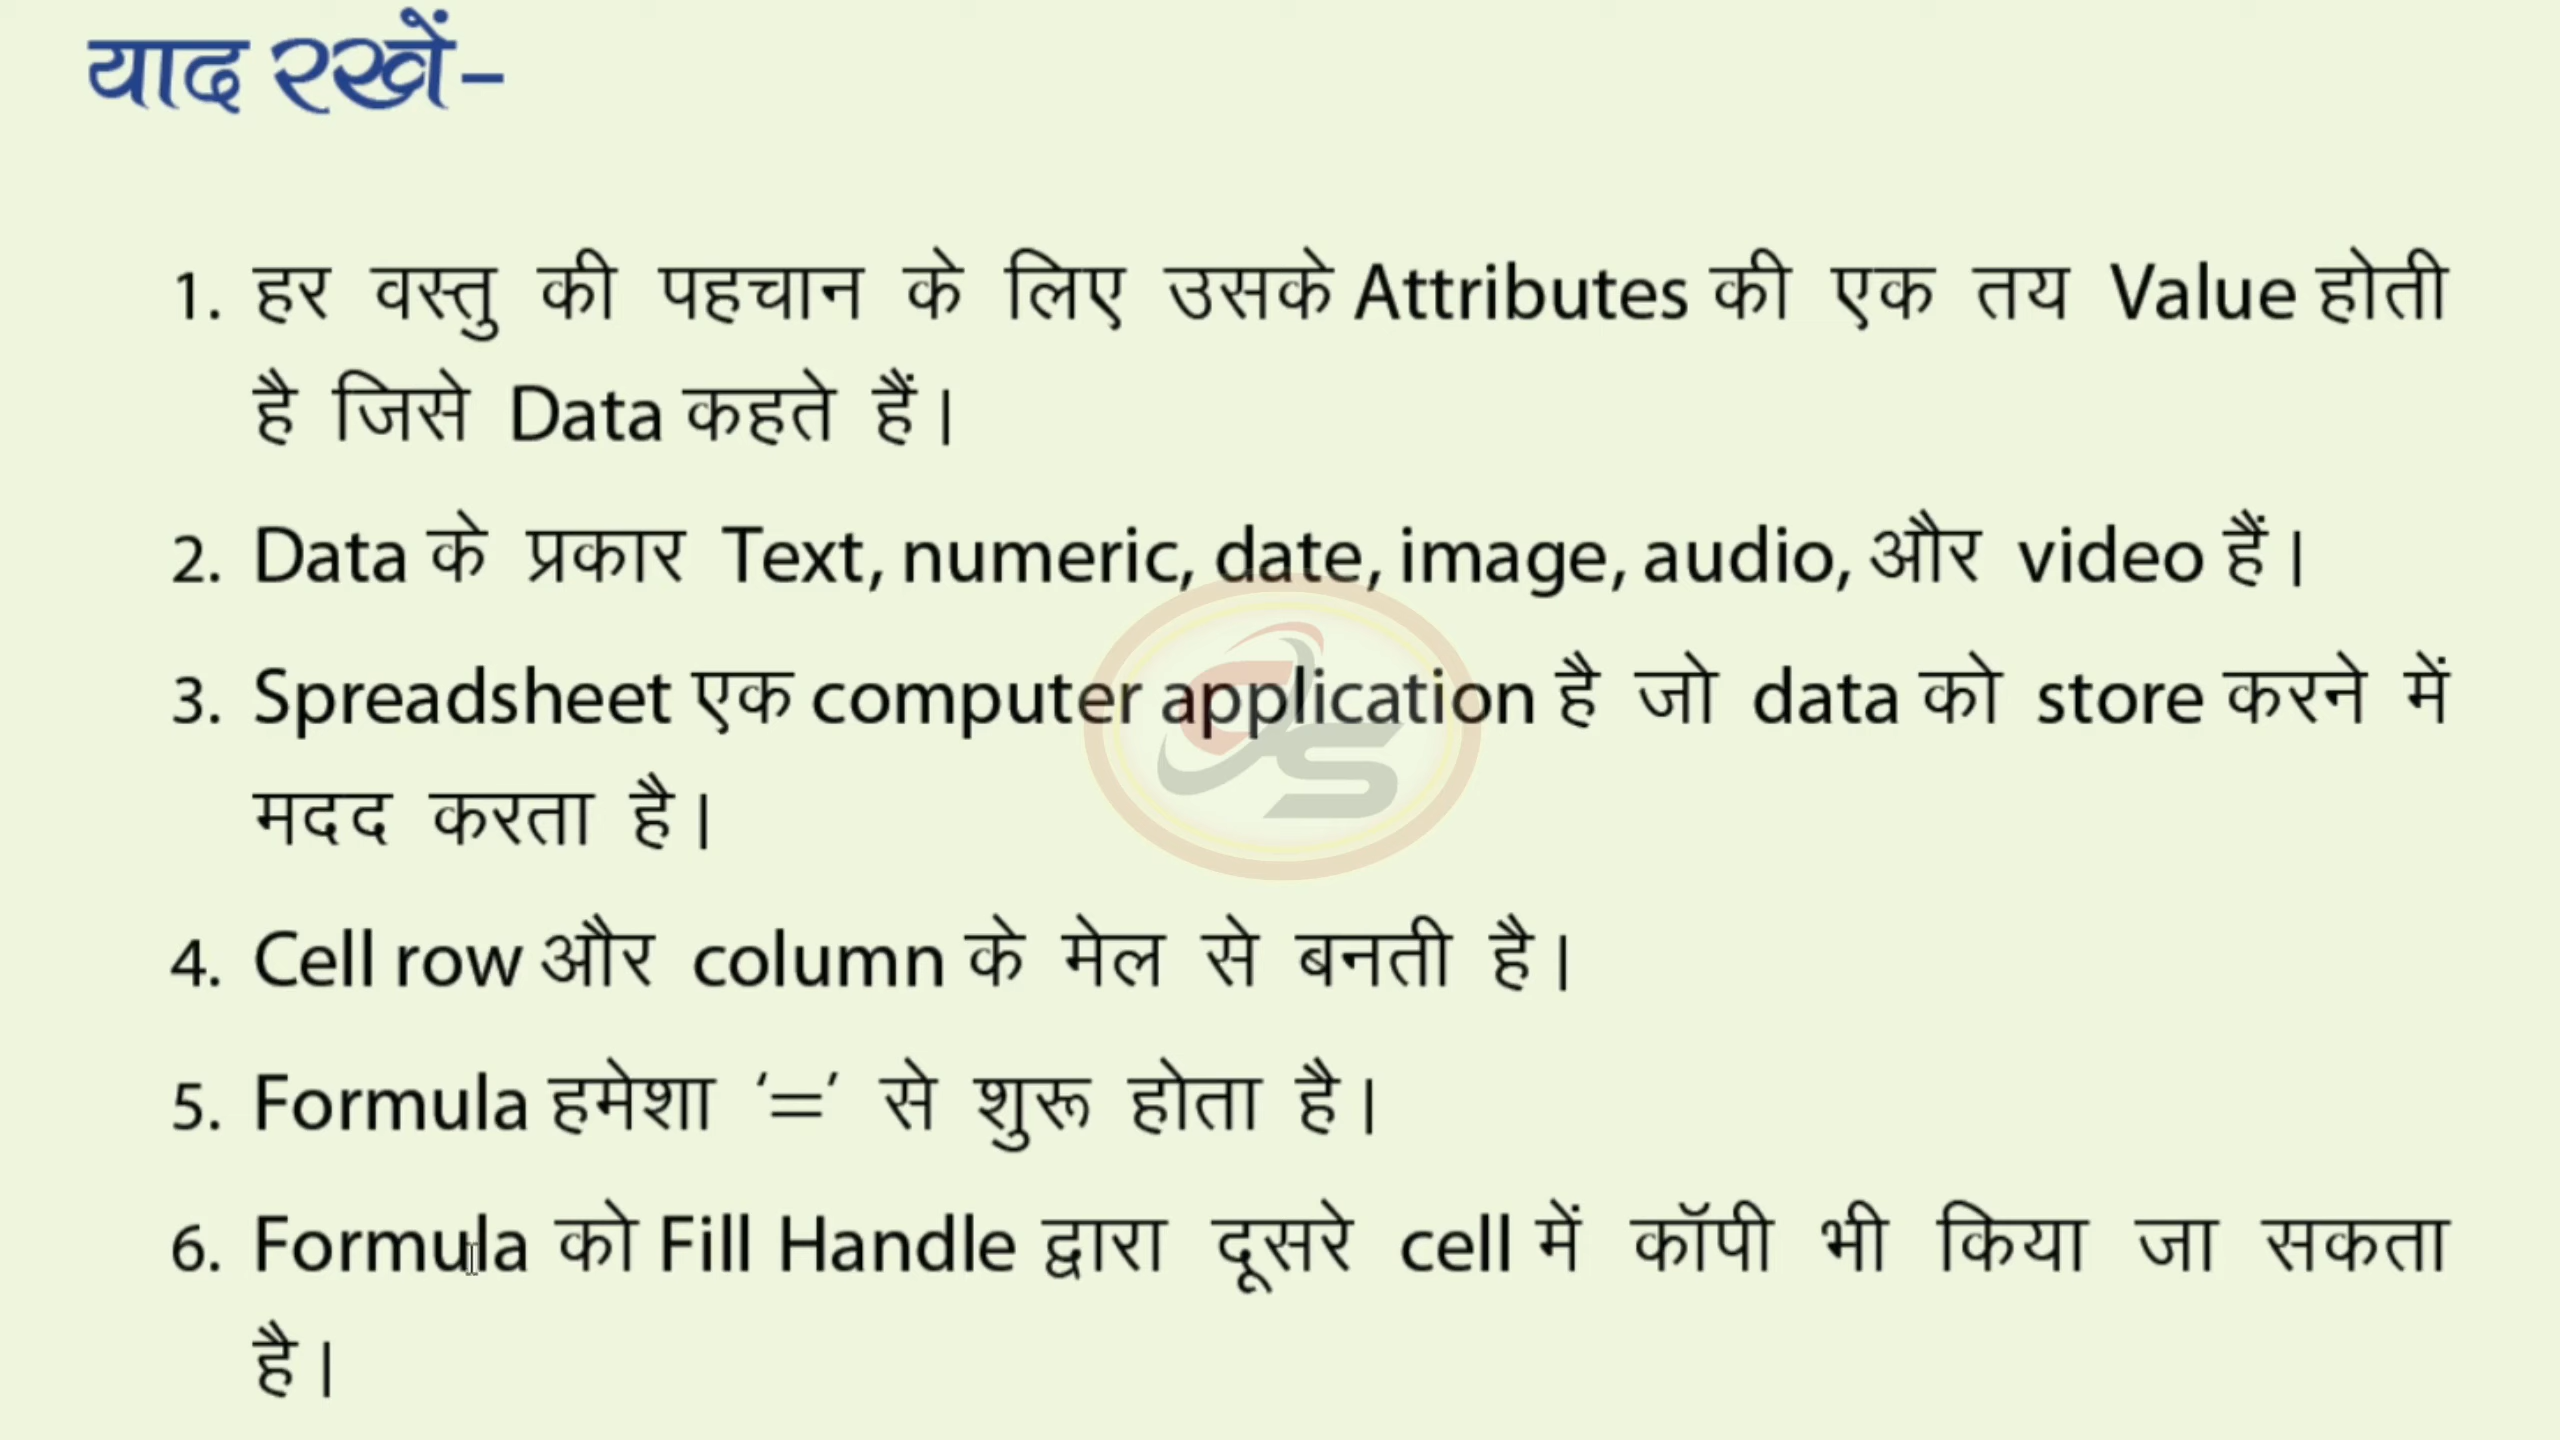 याद रखें-
1. हर वस्तु की पहचान के लिए उसके Attributes की एक तय Value होती
है जिसे Data कहते हैं।
2. Data के प्रकार Text, numeric, date, image, audio, और video हैं।
3. Spreadsheet एक computer application है जो data को store करने में
मदद करता है।
4. Cell row और column के मेल से बनती है।
5. Formula हमेशा ‘=’ से शुरू होता है।
6. Formula को Fill Handle द्वारा दूसरे cell में कॉपी भी किया जा सकता
है।